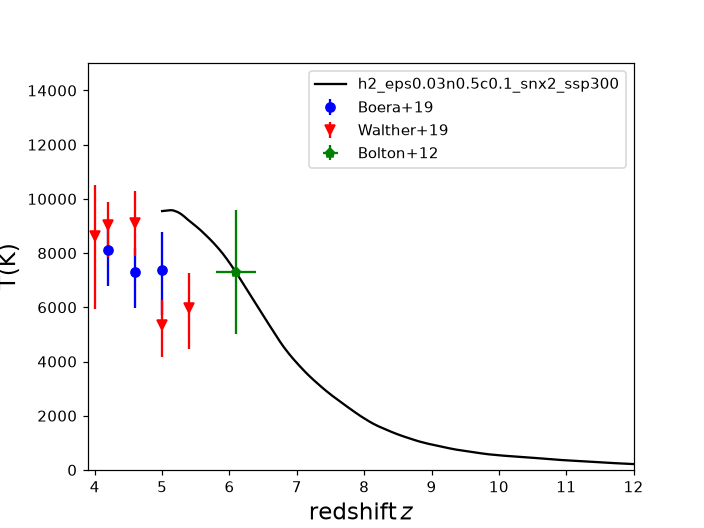 h2_eps0.03n0.5c0.1_snx2_ssp300
Boera+19
Walther+19
Bolton+12
14000
12000
10000
8000
6000
4000
2000
0
T(K)
4 5 6 7 8 9 10 11 12
redshift z